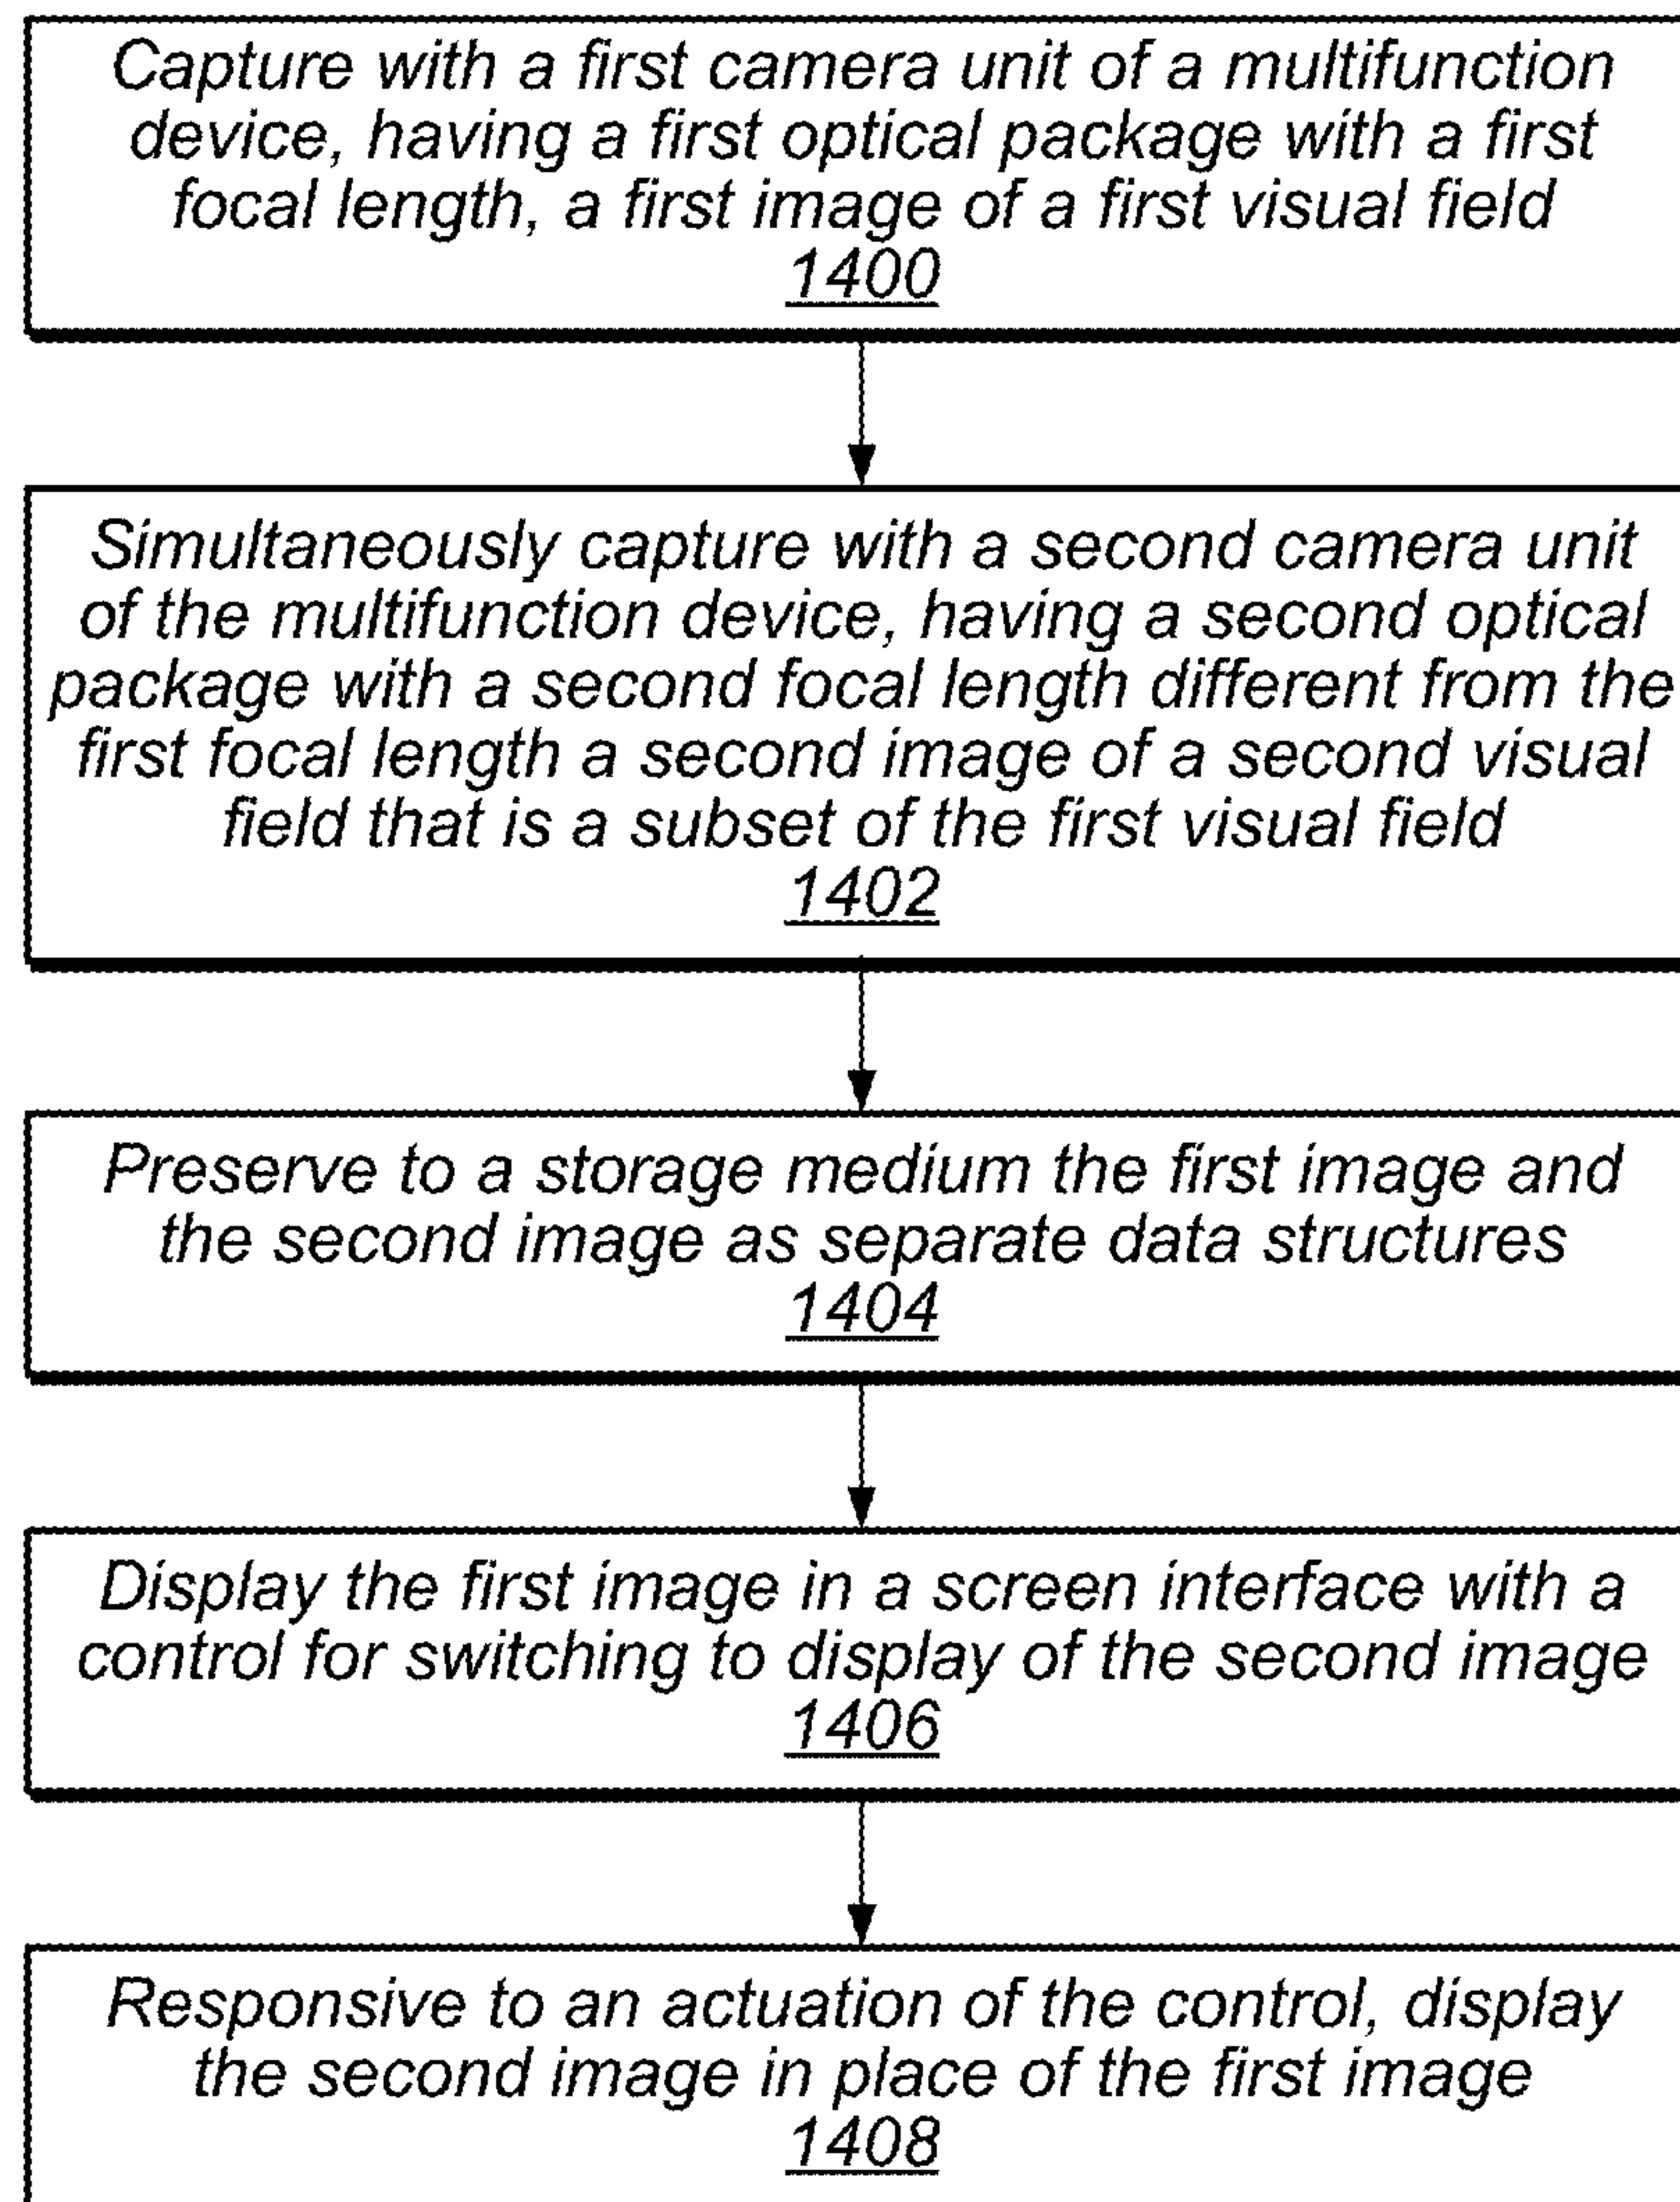 Capture with a first camera unit of a multifunction
device, having a first optical package with a first
focal length, a first image of a first visual field
1400
Simultaneously capture with a second camera unit
of the multifunction device, having a second optical
package with a second focal length different from the
first focal length a second image of a second visual
field that is a subset of the first visual field
1402
Preserve to a storage medium the first image and
the second image as separate data structures
1404
Display the first image in a screen interface with a
control for switching to display of the second image
1406
Responsive to an actuation of the control, display
the second image in place of the first image
1408